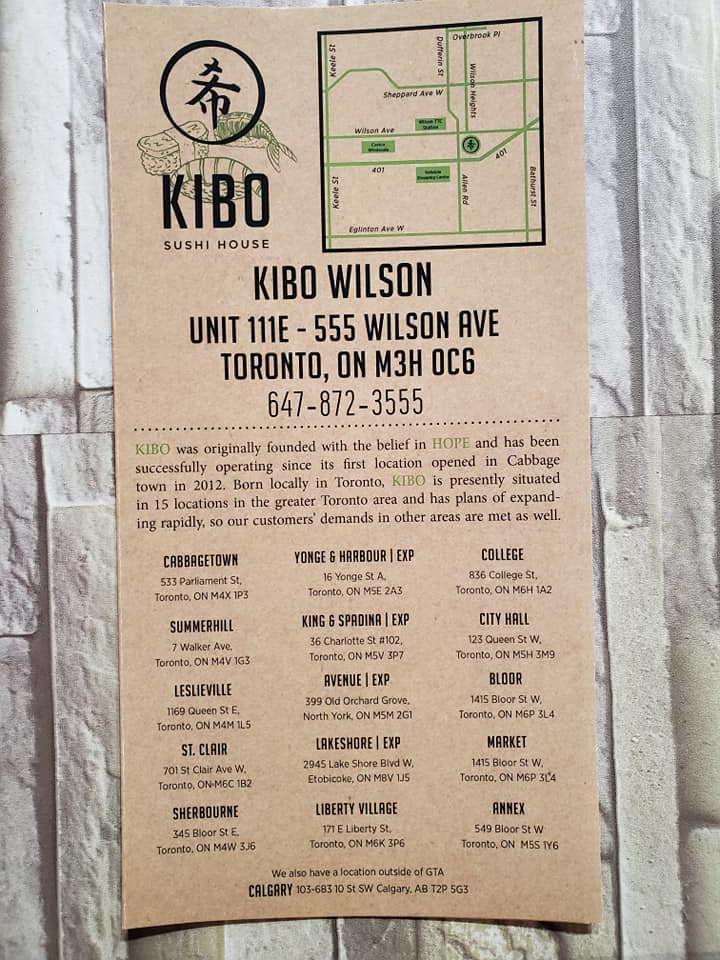 希
KIBO
SUSHI HOUSE
Keele St
Dufferin St
Overbrook Pl
Wilson Heights
Sheppard Ave W
Wilson TTC
Station
Wilson Ave
Costco
Wholesale
希
401
401
Yorkdale
Shopping Centre
Keele St
Allen Rd
Bathurst St
Eglinton Ave W
KIBO WILSON
UNIT 111E - 555 WILSON AVE
TORONTO, ON M3H 0C6
647-872-3555
KIBO was originally founded with the belief in HOPE and has been
successfully operating since its first location opened in Cabbage
town in 2012. Born locally in Toronto, KIBO is presently situated
in 15 locations in the greater Toronto area and has plans of expand-
ing rapidly, so our customers' demands in other areas are met as well.
CABBAGETOWN
533 Parliament St,
Toronto, ON M4X 1P3
YONGE & HARBOUR | EXP
16 Yonge St A,
Toronto, ON M5E 2A3
COLLEGE
836 College St,
Toronto, ON M6H 1A2
SUMMERHILL
7 Walker Ave,
Toronto, ON M4V 1G3
KING & SPADINA | EXP
36 Charlotte St #102,
Toronto, ON M5V 3P7
CITY HALL
123 Queen St W,
Toronto, ON M5H 3M9
LESLIEVILLE
1169 Queen St E,
Toronto, ON M4M 1L5
AVENUE | EXP
399 Old Orchard Grove,
North York, ON M5M 2G1
BLOOR
1415 Bloor St W,
Toronto, ON M6P 3L4
ST. CLAIR
701 St Clair Ave W,
Toronto, ON-M6C 1B2
LAKESHORE | EXP
2945 Lake Shore Blvd W,
Etobicoke, ON M8V 1J5
MARKET
1415 Bloor St W,
Toronto, ON M6P 3L4
SHERBOURNE
345 Bloor St E,
Toronto, ON M4W 3J6
LIBERTY VILLAGE
171 E Liberty St,
Toronto, ON M6K 3P6
ANNEX
549 Bloor St W
Toronto, ON M5S 1Y6
We also have a location outside of GTA
CALGARY 103-683 10 St SW Calgary, AB T2P 5G3